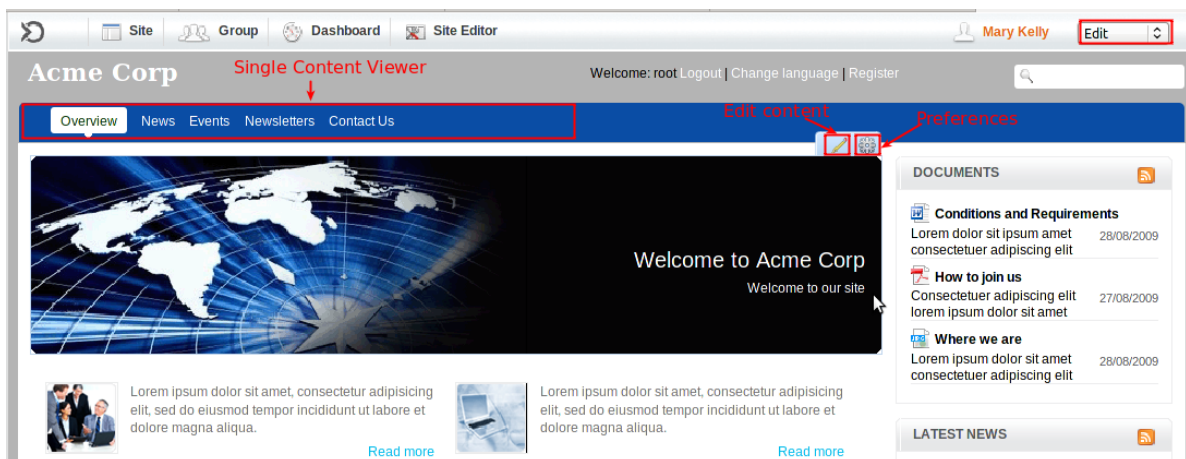 Site Group Dashboard Site Editor Mary Kelly Edit
Acme Corp Single Content Viewer Welcome: root Logout | Change language | Register
Overview News Events Newsletters Contact Us Edit content Preferences
Welcome to Acme Corp
Welcome to our site
Lorem ipsum dolor sit amet, consectetur adipisicing
elit, sed do eiusmod tempor incididunt ut labore et
dolore magna aliqua.
Read more
Lorem ipsum dolor sit amet, consectetur adipisicing
elit, sed do eiusmod tempor incididunt ut labore et
dolore magna aliqua.
Read more
DOCUMENTS
Conditions and Requirements
Lorem dolor sit ipsum amet
consectetuer adipiscing elit
28/08/2009
How to join us
Consectetuer adipiscing elit
lorem ipsum dolor sit amet
27/08/2009
Where we are
Lorem ipsum dolor sit amet
consectetuer adipiscing elit
28/08/2009
LATEST NEWS